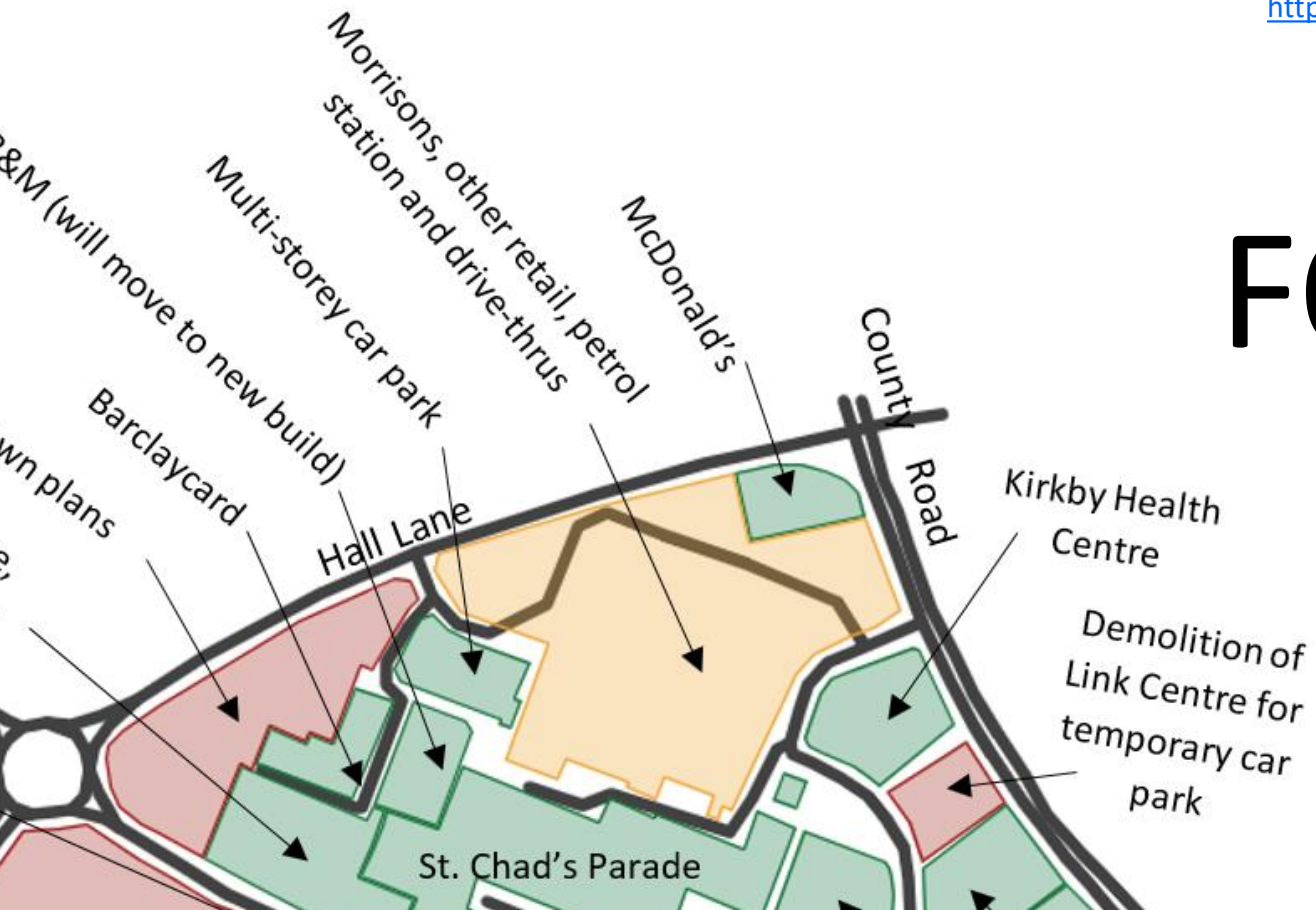 http
Morrisons, other retail, petrol
station and drive-thrus
McDonald's
Multi-storey car park
&M (will move to new build)
Barclaycard
wn plans
e,
Hall Lane
County
Road
Kirkby Health
Centre
Demolition of
Link Centre for
temporary car
park
St. Chad's Parade
F